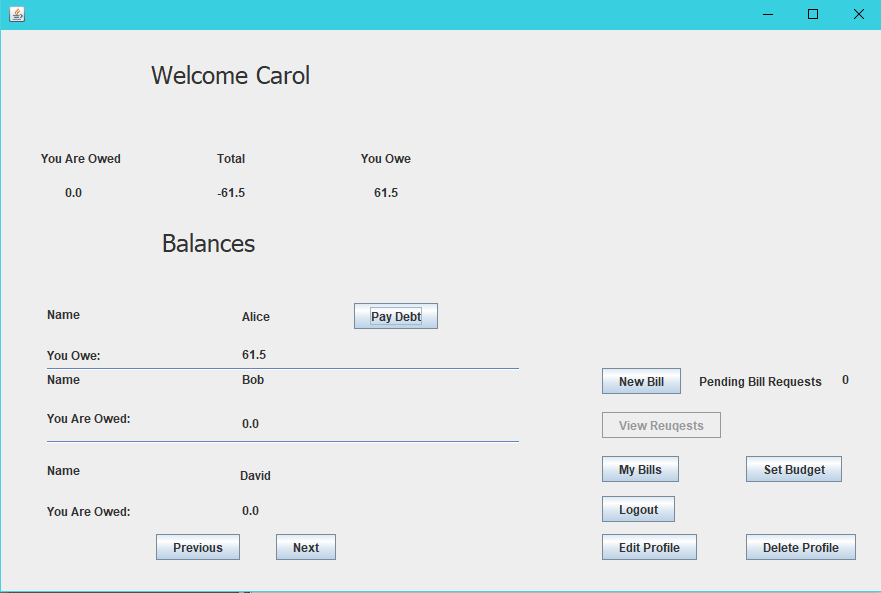 Welcome Carol
You Are Owed Total You Owe
0.0 -61.5 61.5
Balances
Name Alice Pay Debt
You Owe: 61.5
Name Bob
New Bill Pending Bill Requests 0
You Are Owed: 0.0
View Reuqests
Name David
My Bills Set Budget
You Are Owed: 0.0
Logout
Previous Next
Edit Profile Delete Profile